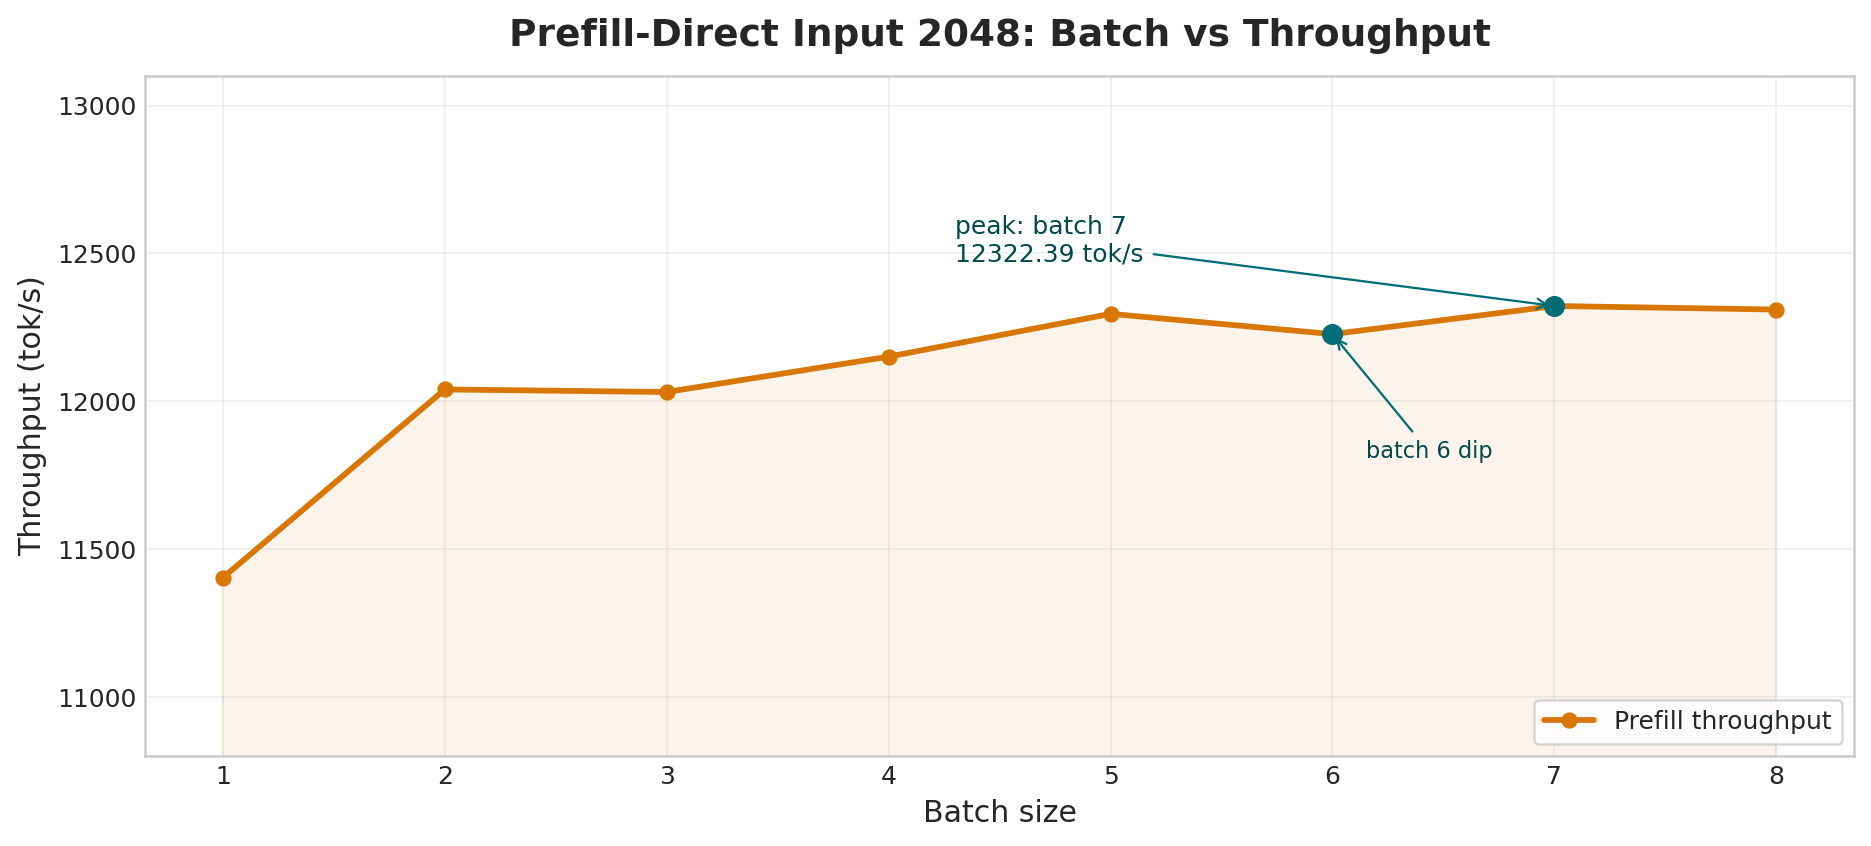 Prefill-Direct Input 2048: Batch vs Throughput
Throughput (tok/s)
13000
12500
12000
11500
11000
peak: batch 7
12322.39 tok/s
batch 6 dip
Prefill throughput
1 2 3 4 5 6 7 8
Batch size